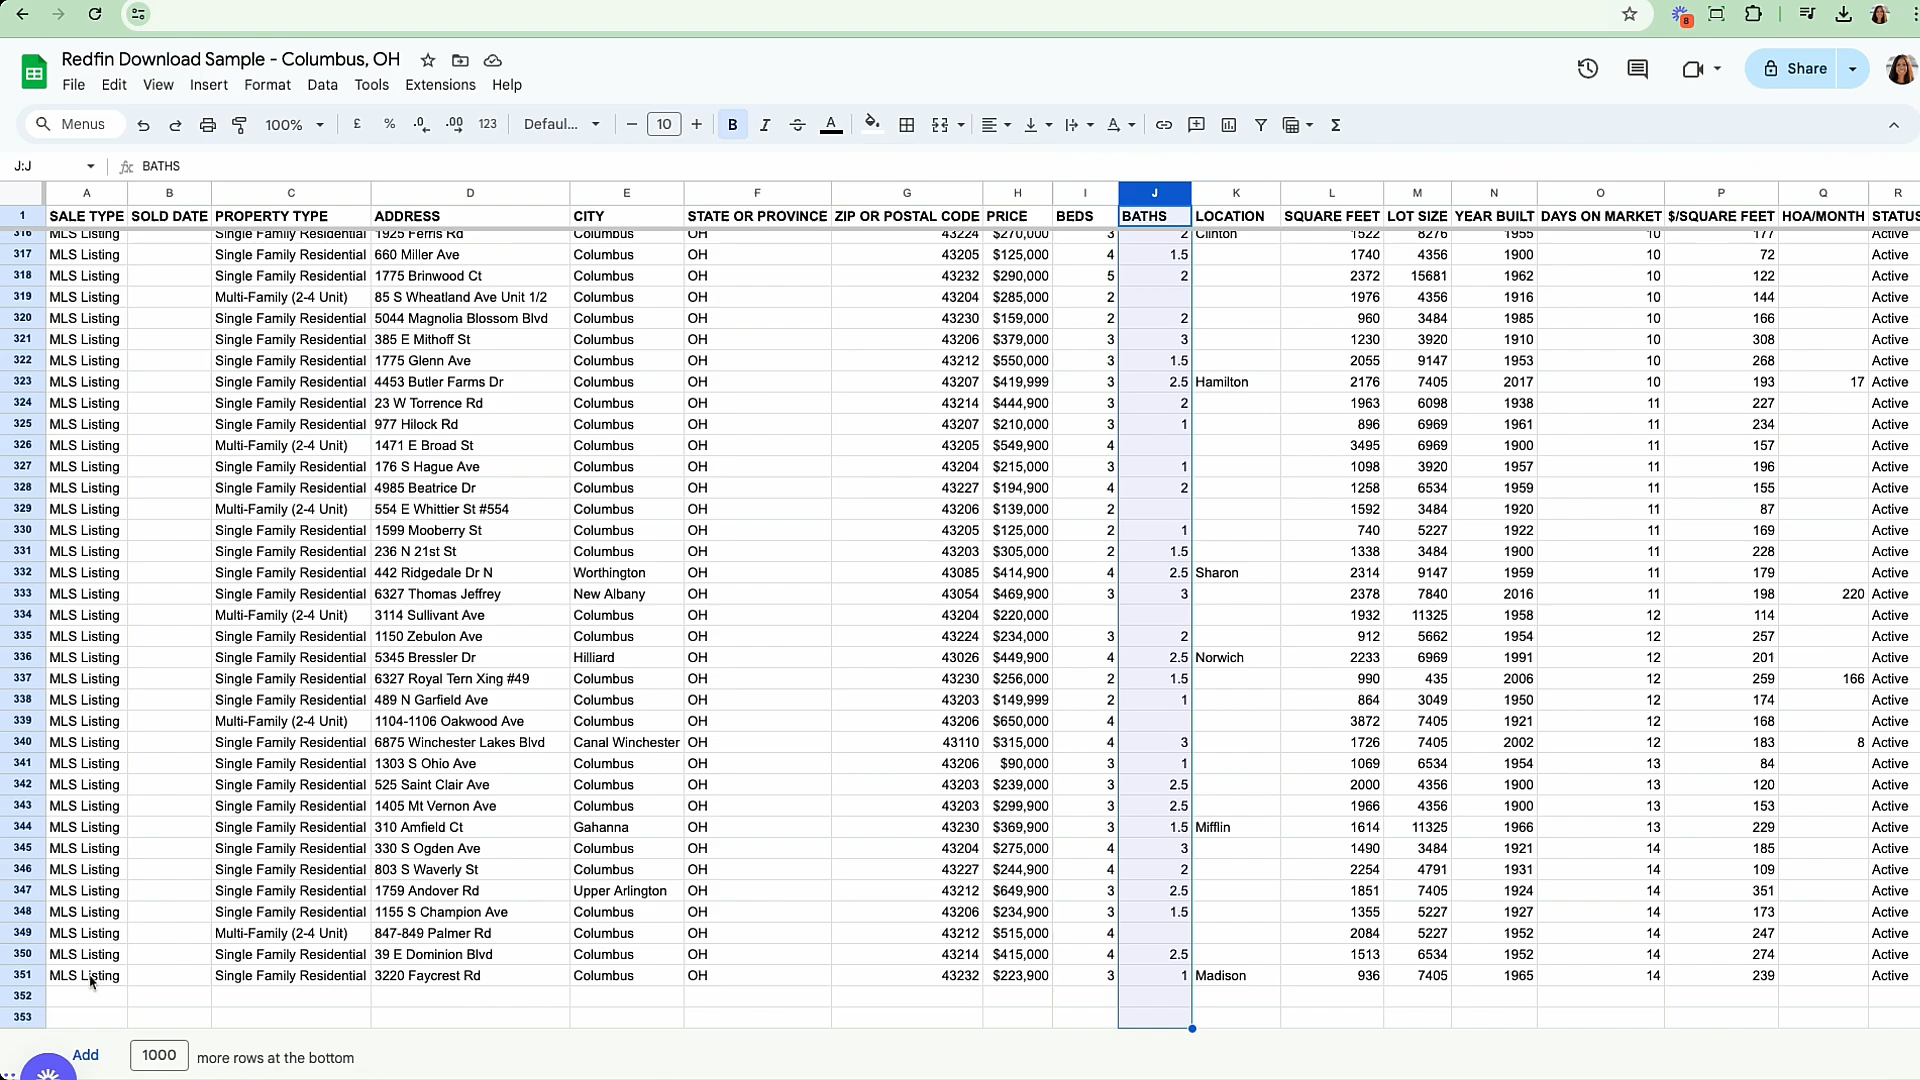 Redfin Download Sample - Columbus, OH
File Edit View Insert Format Data Tools Extensions Help
8
Share
Menus 100% £ % .0 .00 123 Defaul... 10 B I A Σ
J:J fx BATHS
A B C D E F G H I J K L M N O P Q R
1 SALE TYPE SOLD DATE PROPERTY TYPE ADDRESS CITY STATE OR PROVINCE ZIP OR POSTAL CODE PRICE BEDS BATHS LOCATION SQUARE FEET LOT SIZE YEAR BUILT DAYS ON MARKET $/SQUARE FEET HOA/MONTH STATUS
316 MLS Listing Single Family Residential 1925 Ferris Rd Columbus OH 43224 $270,000 3 2 Clinton 1522 8276 1955 10 177 Active
317 MLS Listing Single Family Residential 660 Miller Ave Columbus OH 43205 $125,000 4 1.5 1740 4356 1900 10 72 Active
318 MLS Listing Single Family Residential 1775 Brinwood Ct Columbus OH 43232 $290,000 5 2 2372 15681 1962 10 122 Active
319 MLS Listing Multi-Family (2-4 Unit) 85 S Wheatland Ave Unit 1/2 Columbus OH 43204 $285,000 2 1976 4356 1916 10 144 Active
320 MLS Listing Single Family Residential 5044 Magnolia Blossom Blvd Columbus OH 43230 $159,000 2 2 960 3484 1985 10 166 Active
321 MLS Listing Single Family Residential 385 E Mithoff St Columbus OH 43206 $379,000 3 3 1230 3920 1910 10 308 Active
322 MLS Listing Single Family Residential 1775 Glenn Ave Columbus OH 43212 $550,000 3 1.5 2055 9147 1953 10 268 Active
323 MLS Listing Single Family Residential 4453 Butler Farms Dr Columbus OH 43207 $419,999 3 2.5 Hamilton 2176 7405 2017 10 193 17 Active
324 MLS Listing Single Family Residential 23 W Torrence Rd Columbus OH 43214 $444,900 3 2 1963 6098 1938 11 227 Active
325 MLS Listing Single Family Residential 977 Hilock Rd Columbus OH 43207 $210,000 3 1 896 6969 1961 11 234 Active
326 MLS Listing Multi-Family (2-4 Unit) 1471 E Broad St Columbus OH 43205 $549,900 4 3495 6969 1900 11 157 Active
327 MLS Listing Single Family Residential 176 S Hague Ave Columbus OH 43204 $215,000 3 1 1098 3920 1957 11 196 Active
328 MLS Listing Single Family Residential 4985 Beatrice Dr Columbus OH 43227 $194,900 4 2 1258 6534 1959 11 155 Active
329 MLS Listing Multi-Family (2-4 Unit) 554 E Whittier St #554 Columbus OH 43206 $139,000 2 1592 3484 1920 11 87 Active
330 MLS Listing Single Family Residential 1599 Mooberry St Columbus OH 43205 $125,000 2 1 740 5227 1922 11 169 Active
331 MLS Listing Single Family Residential 236 N 21st St Columbus OH 43203 $305,000 2 1.5 1338 3484 1900 11 228 Active
332 MLS Listing Single Family Residential 442 Ridgedale Dr N Worthington OH 43085 $414,900 4 2.5 Sharon 2314 9147 1959 11 179 Active
333 MLS Listing Single Family Residential 6327 Thomas Jeffrey New Albany OH 43054 $469,900 3 3 2378 7840 2016 11 198 220 Active
334 MLS Listing Multi-Family (2-4 Unit) 3114 Sullivant Ave Columbus OH 43204 $220,000 1932 11325 1958 12 114 Active
335 MLS Listing Single Family Residential 1150 Zebulon Ave Columbus OH 43224 $234,000 3 2 912 5662 1954 12 257 Active
336 MLS Listing Single Family Residential 5345 Bressler Dr Hilliard OH 43026 $449,900 4 2.5 Norwich 2233 6969 1991 12 201 Active
337 MLS Listing Single Family Residential 6327 Royal Tern Xing #49 Columbus OH 43230 $256,000 2 1.5 990 435 2006 12 259 166 Active
338 MLS Listing Single Family Residential 489 N Garfield Ave Columbus OH 43203 $149,999 2 1 864 3049 1950 12 174 Active
339 MLS Listing Multi-Family (2-4 Unit) 1104-1106 Oakwood Ave Columbus OH 43206 $650,000 4 3872 7405 1921 12 168 Active
340 MLS Listing Single Family Residential 6875 Winchester Lakes Blvd Canal Winchester OH 43110 $315,000 4 3 1726 7405 2002 12 183 8 Active
341 MLS Listing Single Family Residential 1303 S Ohio Ave Columbus OH 43206 $90,000 3 1 1069 6534 1954 13 84 Active
342 MLS Listing Single Family Residential 525 Saint Clair Ave Columbus OH 43203 $239,000 3 2.5 2000 4356 1900 13 120 Active
343 MLS Listing Single Family Residential 1405 Mt Vernon Ave Columbus OH 43203 $299,900 3 2.5 1966 4356 1900 13 153 Active
344 MLS Listing Single Family Residential 310 Amfield Ct Gahanna OH 43230 $369,900 3 1.5 Mifflin 1614 11325 1966 13 229 Active
345 MLS Listing Single Family Residential 330 S Ogden Ave Columbus OH 43204 $275,000 4 3 1490 3484 1921 14 185 Active
346 MLS Listing Single Family Residential 803 S Waverly St Columbus OH 43227 $244,900 4 2 2254 4791 1931 14 109 Active
347 MLS Listing Single Family Residential 1759 Andover Rd Upper Arlington OH 43212 $649,900 3 2.5 1851 7405 1924 14 351 Active
348 MLS Listing Single Family Residential 1155 S Champion Ave Columbus OH 43206 $234,900 3 1.5 1355 5227 1927 14 173 Active
349 MLS Listing Multi-Family (2-4 Unit) 847-849 Palmer Rd Columbus OH 43212 $515,000 4 2084 5227 1952 14 247 Active
350 MLS Listing Single Family Residential 39 E Dominion Blvd Columbus OH 43214 $415,000 4 2.5 1513 6534 1952 14 274 Active
351 MLS Listing Single Family Residential 3220 Faycrest Rd Columbus OH 43232 $223,900 3 1 Madison 936 7405 1965 14 239 Active
352
353
Add 1000 more rows at the bottom